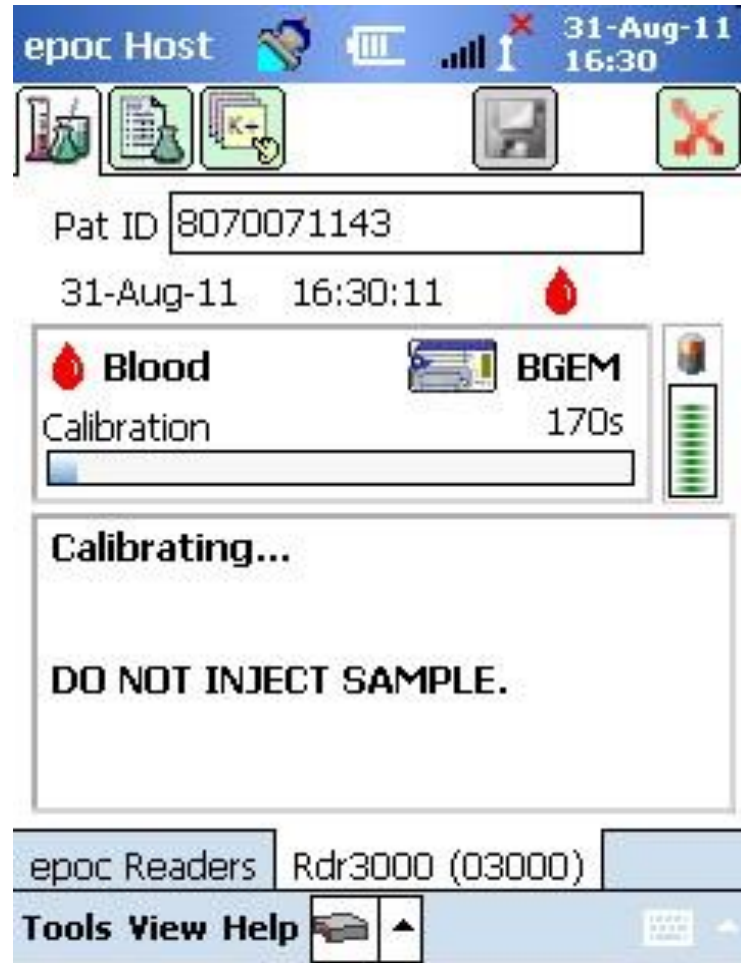 epoc Host 31-Aug-11
16:30
K+
Pat ID 8070071143
31-Aug-11 16:30:11
Blood BGEM
Calibration 170s
Calibrating...
DO NOT INJECT SAMPLE.
epoc Readers Rdr3000 (03000)
Tools View Help